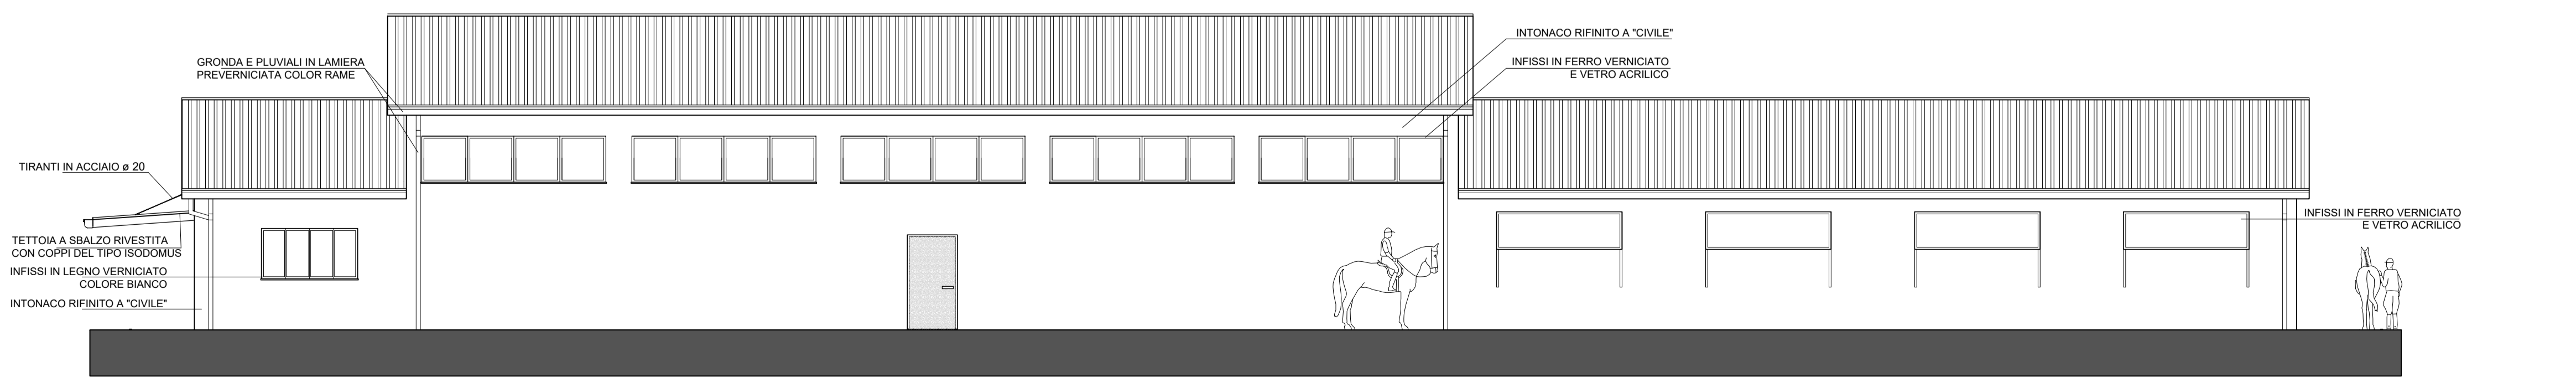 INTONACO RIFINITO A "CIVILE"
GRONDA E PLUVIALI IN LAMIERA
PREVERNICIATA COLOR RAME
INFISSI IN FERRO VERNICIATO
E VETRO ACRILICO
TIRANTI IN ACCIAIO ø 20
TETTOIA A SBALZO RIVESTITA
CON COPPI DEL TIPO ISODOMUS
INFISSI IN LEGNO VERNICIATO
COLORE BIANCO
INTONACO RIFINITO A "CIVILE"
INFISSI IN FERRO VERNICIATO
E VETRO ACRILICO